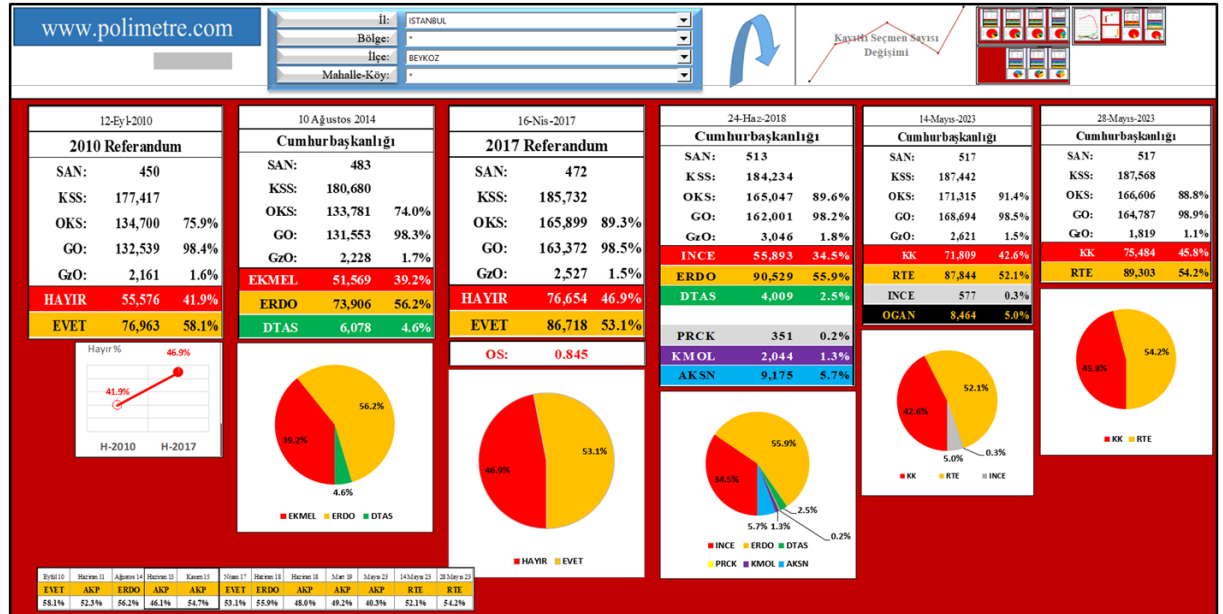 www.polimetre.com
İl: ISTANBUL
Bölge: *
İlçe: BEYKOZ
Mahalle-Köy: *
Kayıtlı Seçmen Sayısı
Değişimi
12-Eyl-2010
2010 Referandum
SAN: 450
KSS: 177,417
OKS: 134,700 75.9%
GO: 132,539 98.4%
GzO: 2,161 1.6%
HAYIR 55,576 41.9%
EVET 76,963 58.1%
Hayır %
46.9%
41.9%
H-2010 H-2017
10 Ağustos 2014
Cumhurbaşkanlığı
SAN: 483
KSS: 180,680
OKS: 133,781 74.0%
GO: 131,553 98.3%
GzO: 2,228 1.7%
EKMEL 51,569 39.2%
ERDO 73,906 56.2%
DTAS 6,078 4.6%
56.2%
39.2%
4.6%
EKMEL ERDO DTAS
16-Nis-2017
2017 Referandum
SAN: 472
KSS: 185,732
OKS: 165,899 89.3%
GO: 163,372 98.5%
GzO: 2,527 1.5%
HAYIR 76,654 46.9%
EVET 86,718 53.1%
OS: 0.845
53.1%
46.9%
HAYIR EVET
24-Haz-2018
Cumhurbaşkanlığı
SAN: 513
KSS: 184,234
OKS: 165,047 89.6%
GO: 162,001 98.2%
GzO: 3,046 1.8%
INCE 55,893 34.5%
ERDO 90,529 55.9%
DTAS 4,009 2.5%
PRCK 351 0.2%
KMOL 2,044 1.3%
AKSN 9,175 5.7%
55.9%
34.5%
2.5%
5.7% 1.3%
0.2%
INCE ERDO DTAS
PRCK KMOL AKSN
14-Mayıs-2023
Cumhurbaşkanlığı
SAN: 517
KSS: 187,442
OKS: 171,315 91.4%
GO: 168,694 98.5%
GzO: 2,621 1.5%
KK 71,809 42.6%
RTE 87,844 52.1%
INCE 577 0.3%
OGAN 8,464 5.0%
52.1%
42.6%
0.3%
5.0%
KK RTE INCE
28-Mayıs-2023
Cumhurbaşkanlığı
SAN: 517
KSS: 187,568
OKS: 166,606 88.8%
GO: 164,787 98.9%
GzO: 1,819 1.1%
KK 75,484 45.8%
RTE 89,303 54.2%
54.2%
45.8%
KK RTE
Eylül 10 Haziran 11 Ağustos 14 Haziran 15 Kasım 15 Nisan 17 Haziran 18 Haziran 18 Mart 19 Mayıs 23 14 Mayıs 23 28 Mayıs 23
EVET AKP ERDO AKP AKP EVET ERDO AKP AKP AKP RTE RTE
58.1% 52.3% 56.2% 46.1% 54.7% 53.1% 55.9% 48.0% 49.2% 40.3% 52.1% 54.2%